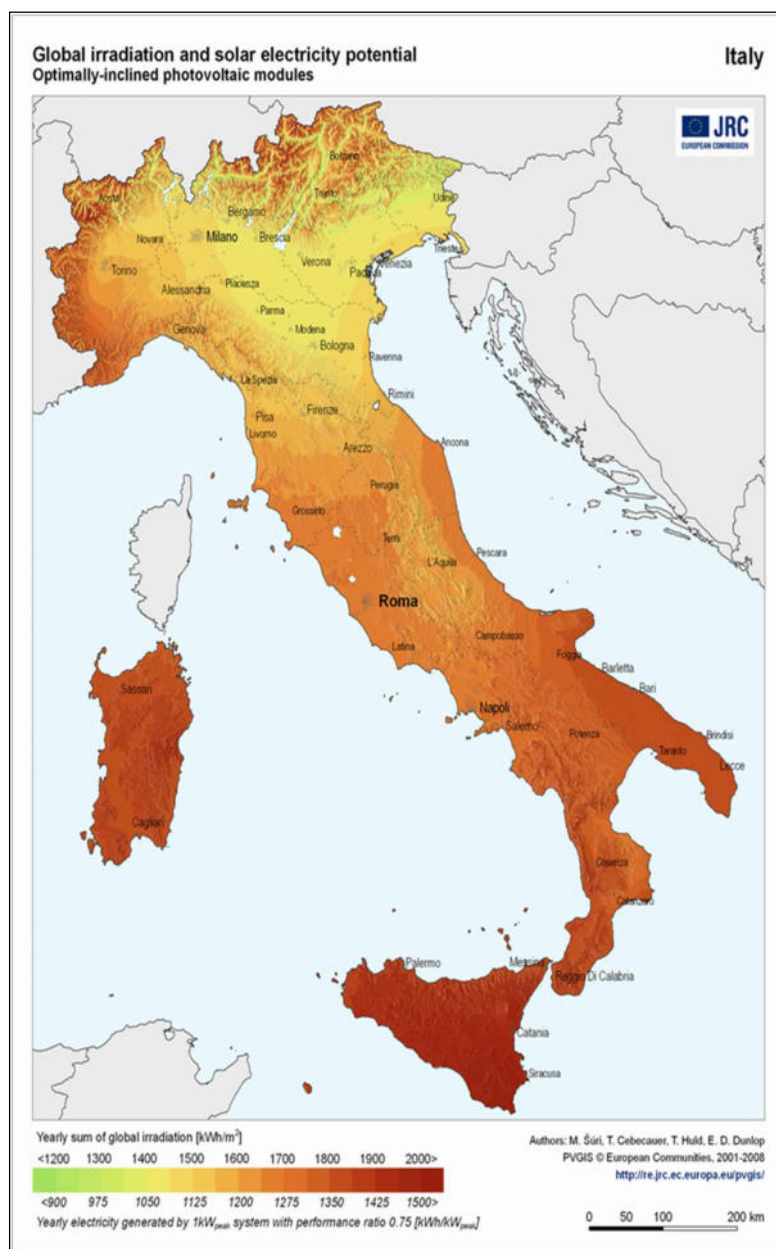 Global irradiation and solar electricity potential
Optimally-inclined photovoltaic modules
Italy
JRC
EUROPEAN COMMISSION
Bolzano
Aosta
Trento
Udine
Bergamo
Novara
Milano
Brescia
Trieste
Verona
Padova
Venezia
Torino
Piacenza
Alessandria
Parma
Genova
Modena
Bologna
Ravenna
La Spezia
Rimini
Pisa
Firenze
Livorno
Ancona
Arezzo
Perugia
Grosseto
Terni
Pescara
L'Aquila
Roma
Campobasso
Latina
Foggia
Barletta
Sassari
Bari
Napoli
Salerno
Potenza
Brindisi
Taranto
Lecce
Cagliari
Cosenza
Catanzaro
Palermo
Messina
Reggio Di Calabria
Catania
Siracusa
Yearly sum of global irradiation [kWh/m²]
<1200 1300 1400 1500 1600 1700 1800 1900 2000>
<900 975 1050 1125 1200 1275 1350 1425 1500>
Yearly electricity generated by 1kWpeak system with performance ratio 0.75 [kWh/kWpeak]
Authors: M. Šúri, T. Cebecauer, T. Huld, E. D. Dunlop
PVGIS © European Communities, 2001-2008
http://re.jrc.ec.europa.eu/pvgis/
0 50 100 200 km